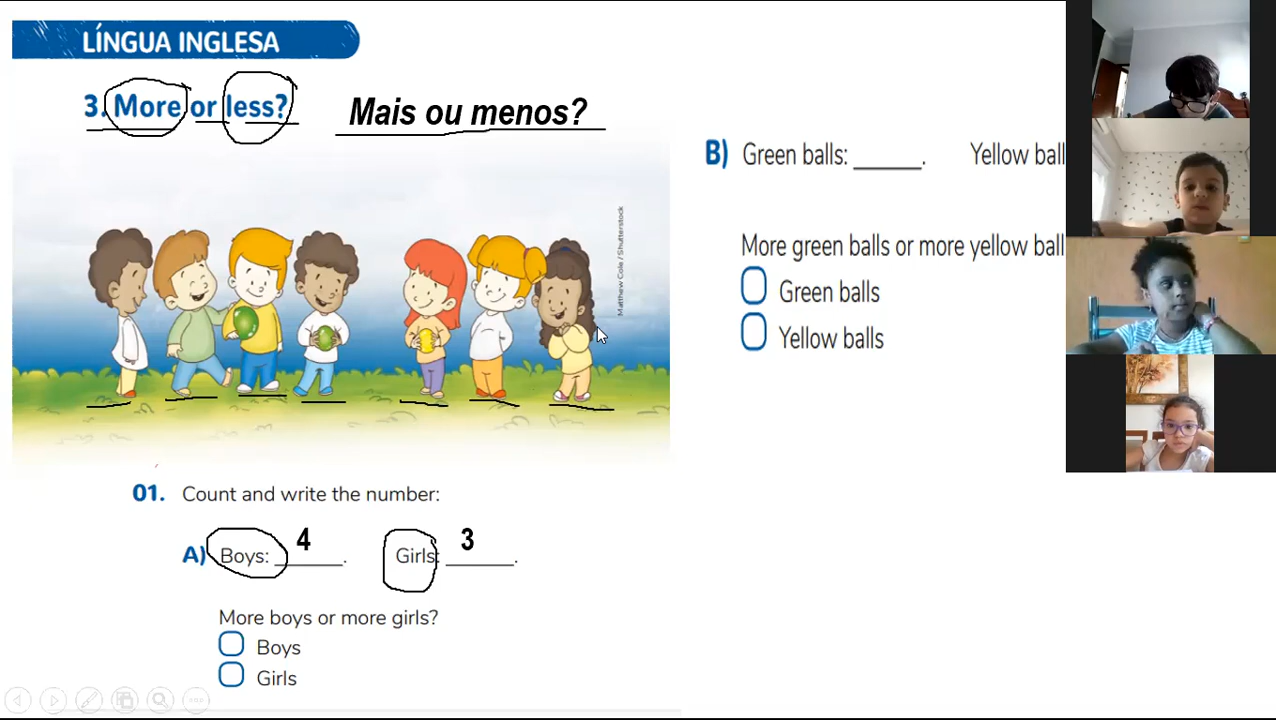 LÍNGUA INGLESA
3. More or less?
Mais ou menos?
Matthew Cole / Shutterstock
01. Count and write the number:
A) Boys: 4. Girls: 3.
More boys or more girls?
Boys
Girls
B) Green balls: ______. Yellow ball
More green balls or more yellow ball
Green balls
Yellow balls